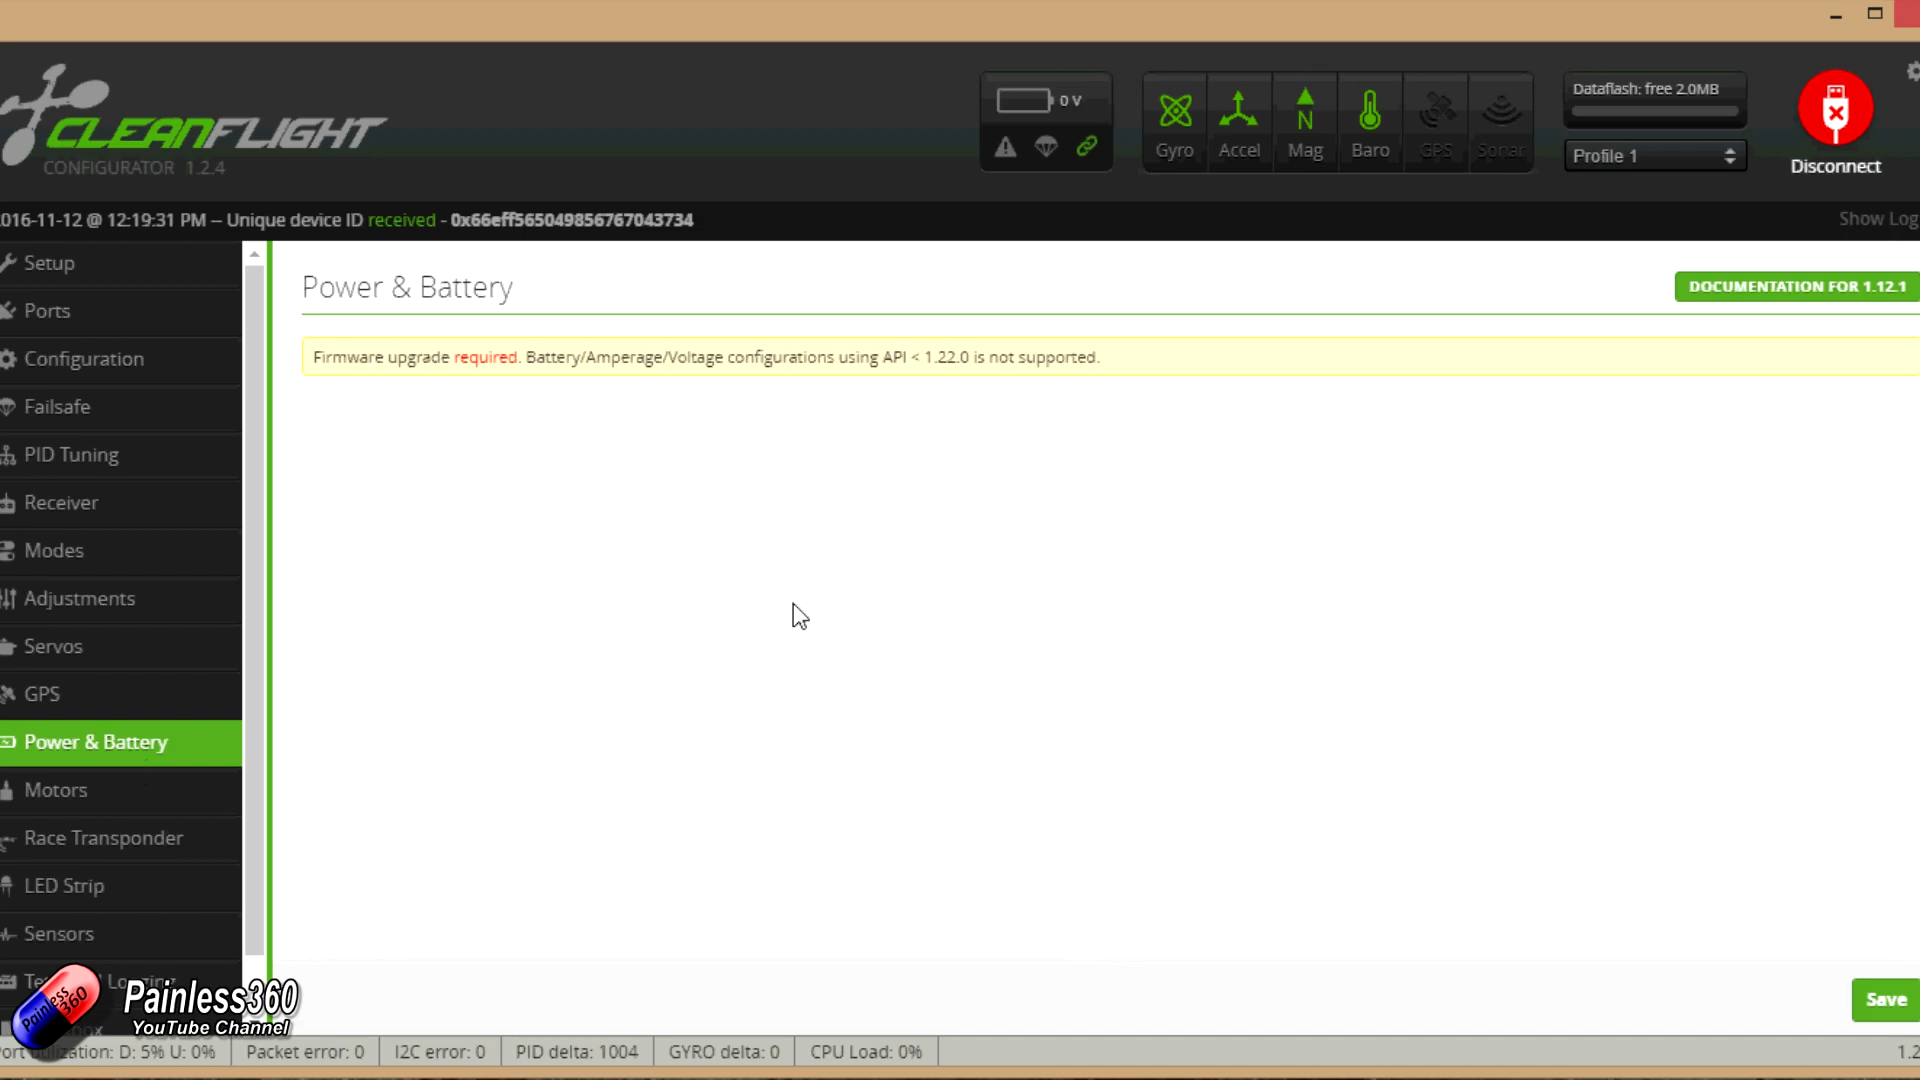 CLEANFLIGHT
CONFIGURATOR 1.2.4
0 V
Gyro
Accel
N
Mag
Baro
GPS
Sonar
Dataflash: free 2.0MB
Profile 1
Disconnect
016-11-12 @ 12:19:31 PM -- Unique device ID received - 0x66eff565049856767043734
Show Log
Setup
Ports
Configuration
Failsafe
PID Tuning
Receiver
Modes
Adjustments
Servos
GPS
Power & Battery
Motors
Race Transponder
LED Strip
Sensors
Power & Battery
DOCUMENTATION FOR 1.12.1
Firmware upgrade required. Battery/Amperage/Voltage configurations using API < 1.22.0 is not supported.
Save
Painless360
Painless360
YouTube Channel
ort utilization: D: 5% U: 0%
Packet error: 0
I2C error: 0
PID delta: 1004
GYRO delta: 0
CPU Load: 0%
1.2